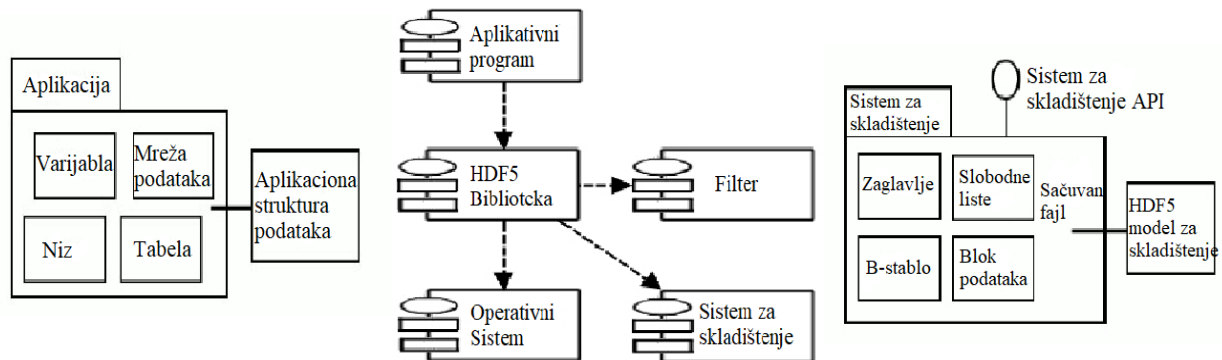 Aplikacija
Varijabla
Mreža
podataka
Niz
Tabela
Aplikaciona
struktura
podataka
Aplikativni
program
HDF5
Bibliotcka
Filter
Operativni
Sistem
Sistem za
skladištenje
Sistem za
skladištenje API
Sistem za
skladištenje
Zaglavlje
Slobodne
liste
B-stablo
Blok
podataka
Sačuvan
fajl
HDF5
model za
skladištenje